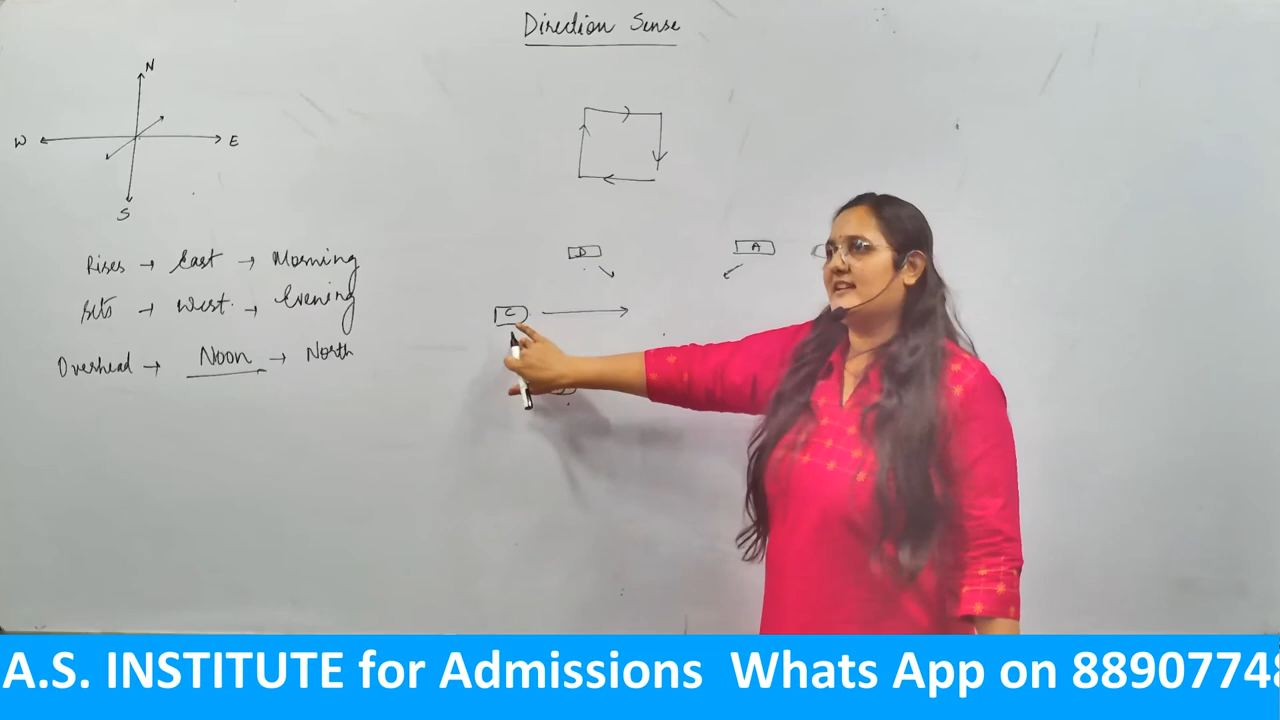 Direction Sense
N
W
E
S
Rises → East → Morning
Sets → West → Evening
Overhead → Noon → North
D
A
C
A.S. INSTITUTE for Admissions Whats App on 88907748